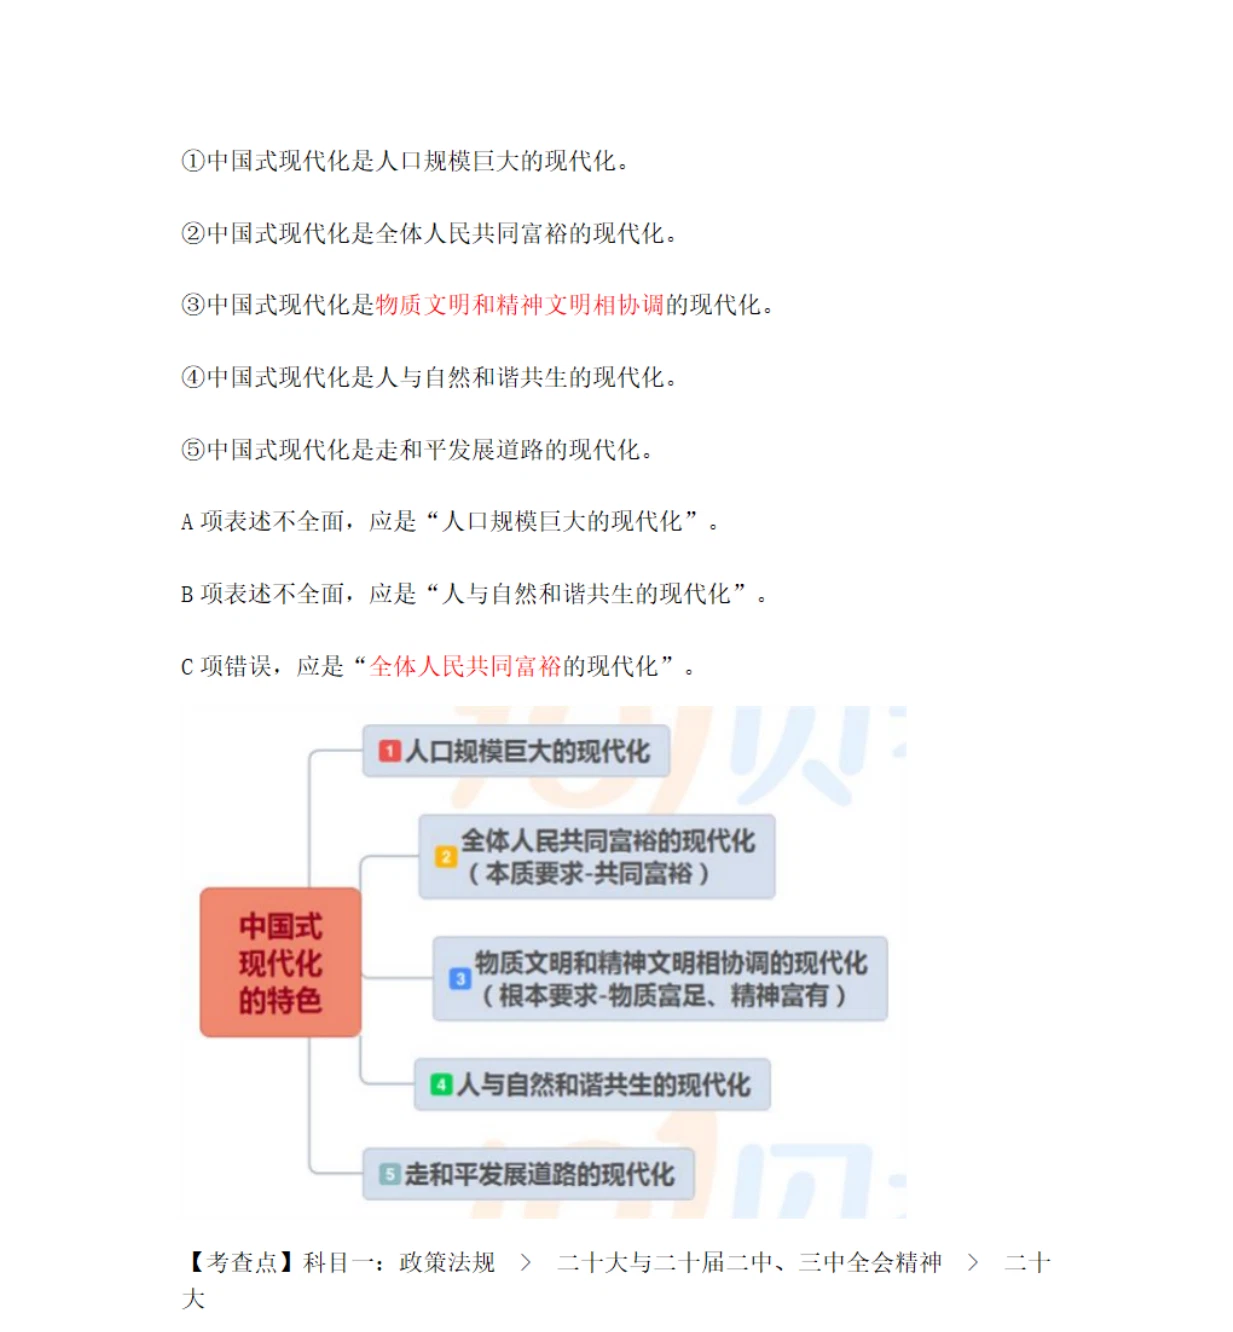 ①中国式现代化是人口规模巨大的现代化。
②中国式现代化是全体人民共同富裕的现代化。
③中国式现代化是物质文明和精神文明相协调的现代化。
④中国式现代化是人与自然和谐共生的现代化。
⑤中国式现代化是走和平发展道路的现代化。
A 项表述不全面，应是“人口规模巨大的现代化”。
B 项表述不全面，应是“人与自然和谐共生的现代化”。
C 项错误，应是“全体人民共同富裕的现代化”。
1 人口规模巨大的现代化
2 全体人民共同富裕的现代化
（本质要求-共同富裕）
中国式
现代化
的特色
3 物质文明和精神文明相协调的现代化
（根本要求-物质富足、精神富有）
4 人与自然和谐共生的现代化
5 走和平发展道路的现代化
【考查点】科目一：政策法规 > 二十大与二十届二中、三中全会精神 > 二十
大